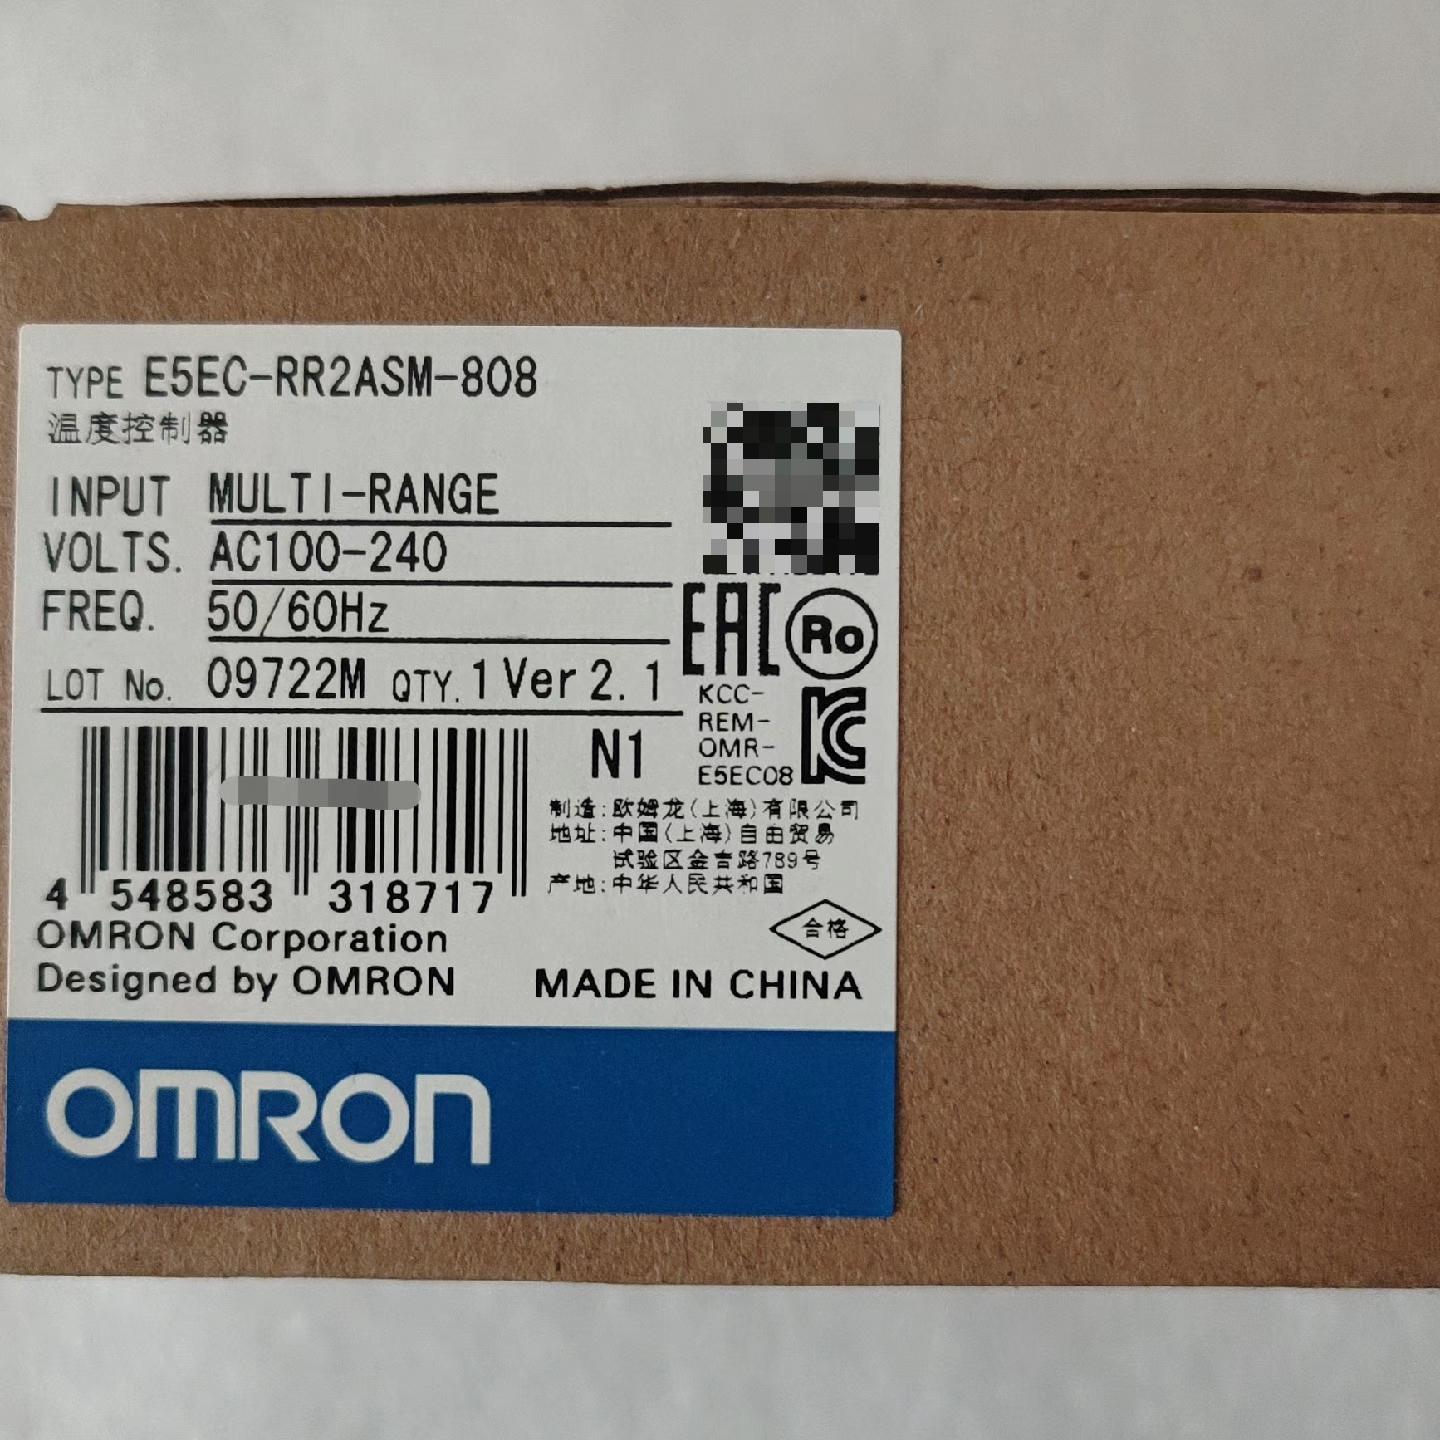 TYPE E5EC-RR2ASM-808
温度控制器
INPUT MULTI-RANGE
VOLTS. AC100-240
FREQ. 50/60Hz
LOT No. 09722M QTY. 1 Ver 2.1
EAC Ro
KCC-
REM-
OMR-
E5EC08
KC
N1
制造:欧姆龙(上海)有限公司
地址:中国(上海)自由贸易
试验区金吉路789号
产地:中华人民共和国
4 548583 318717
合格
OMRON Corporation
Designed by OMRON
MADE IN CHINA
OMRON